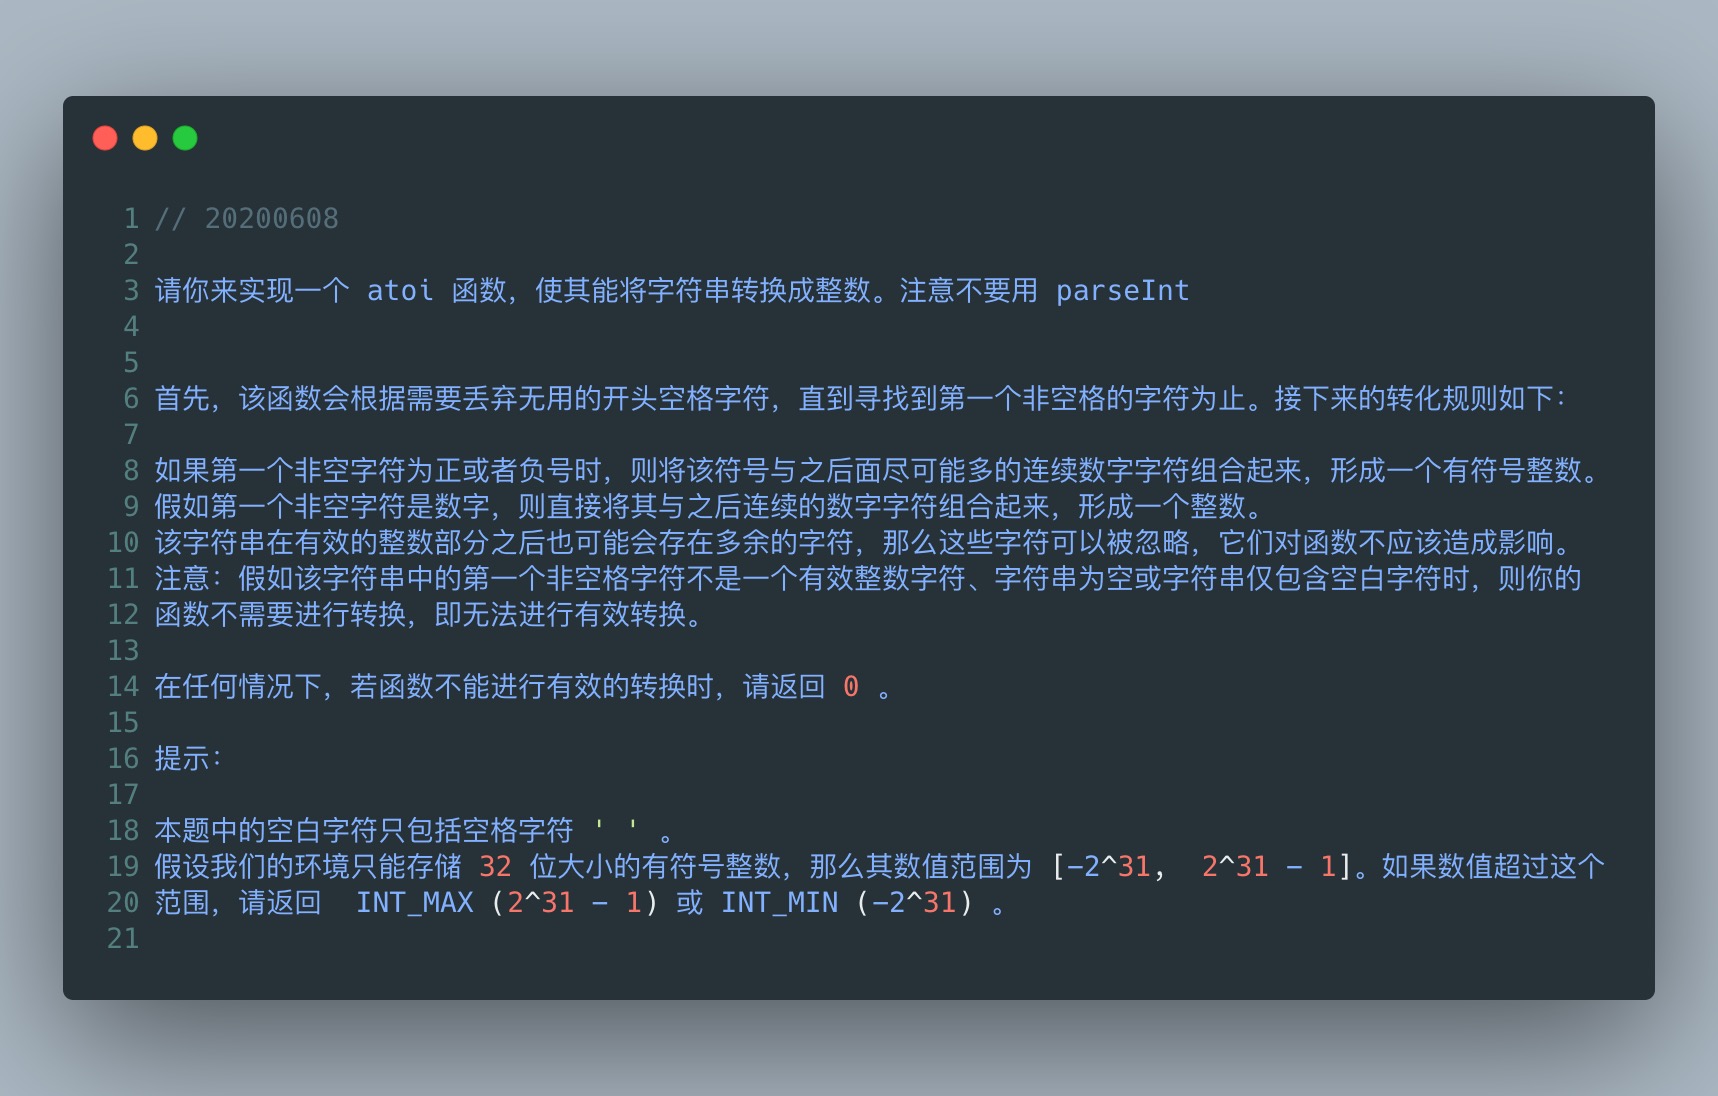 1 // 20200608
2
3 请你来实现一个 atoi 函数，使其能将字符串转换成整数。注意不要用 parseInt
4
5
6 首先，该函数会根据需要丢弃无用的开头空格字符，直到寻找到第一个非空格的字符为止。接下来的转化规则如下：
7
8 如果第一个非空字符为正或者负号时，则将该符号与之后面尽可能多的连续数字字符组合起来，形成一个有符号整数。
9 假如第一个非空字符是数字，则直接将其与之后连续的数字字符组合起来，形成一个整数。
10 该字符串在有效的整数部分之后也可能会存在多余的字符，那么这些字符可以被忽略，它们对函数不应该造成影响。
11 注意：假如该字符串中的第一个非空格字符不是一个有效整数字符、字符串为空或字符串仅包含空白字符时，则你的
12 函数不需要进行转换，即无法进行有效转换。
13
14 在任何情况下，若函数不能进行有效的转换时，请返回 0 。
15
16 提示：
17
18 本题中的空白字符只包括空格字符 ' ' 。
19 假设我们的环境只能存储 32 位大小的有符号整数，那么其数值范围为 [−2^31,  2^31 − 1]。如果数值超过这个
20 范围，请返回  INT_MAX (2^31 − 1) 或 INT_MIN (−2^31) 。
21